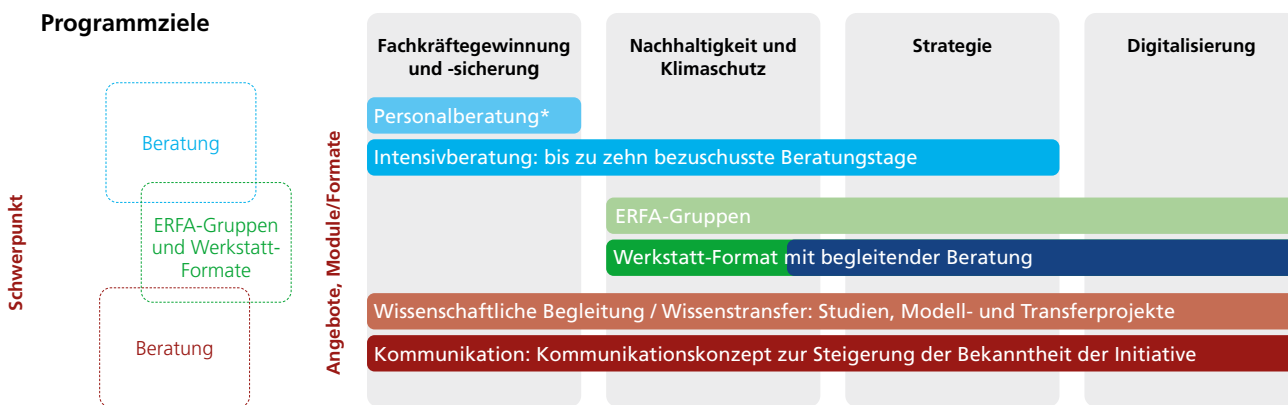 Programmziele
Fachkräftegewinnung
und -sicherung
Nachhaltigkeit und
Klimaschutz
Strategie
Digitalisierung
Schwerpunkt
Beratung
ERFA-Gruppen
und Werkstatt-
Formate
Beratung
Angebote, Module/Formate
Personalberatung*
Intensivberatung: bis zu zehn bezuschusste Beratungstage
ERFA-Gruppen
Werkstatt-Format mit begleitender Beratung
Wissenschaftliche Begleitung / Wissenstransfer: Studien, Modell- und Transferprojekte
Kommunikation: Kommunikationskonzept zur Steigerung der Bekanntheit der Initiative